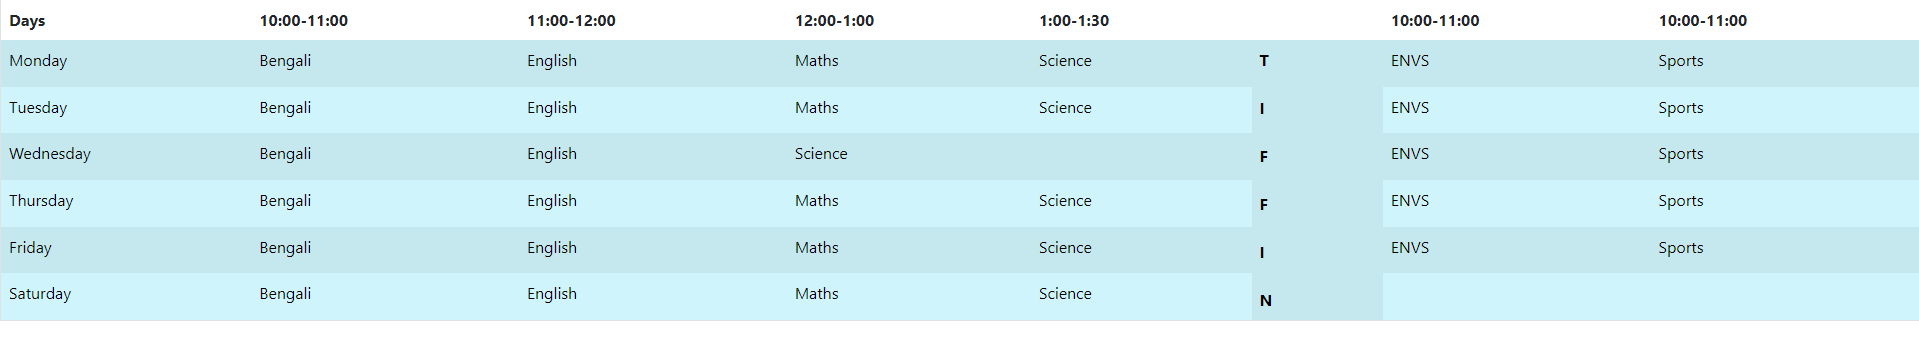 Days 10:00-11:00 11:00-12:00 12:00-1:00 1:00-1:30 10:00-11:00 10:00-11:00
Monday Bengali English Maths Science T ENVS Sports
Tuesday Bengali English Maths Science I ENVS Sports
Wednesday Bengali English Science F ENVS Sports
Thursday Bengali English Maths Science F ENVS Sports
Friday Bengali English Maths Science I ENVS Sports
Saturday Bengali English Maths Science N